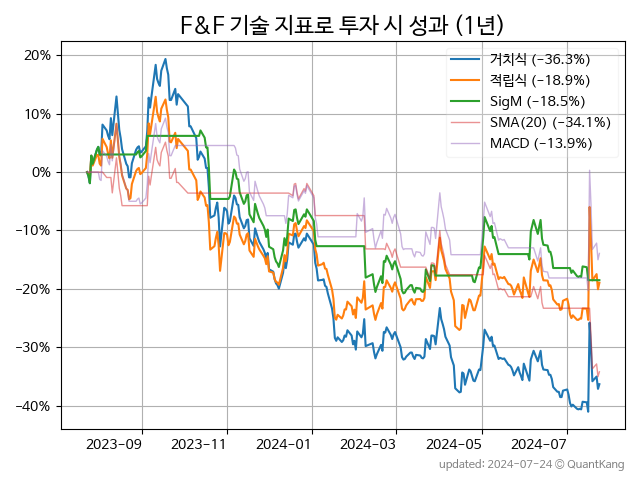 F&F 기술 지표로 투자 시 성과 (1년)
거치식 (−36.3%)
적립식 (−18.9%)
SigM (−18.5%)
SMA(20) (−34.1%)
MACD (−13.9%)
20%
10%
0%
−10%
−20%
−30%
−40%
2023−09 2023−11 2024−01 2024−03 2024−05 2024−07
updated: 2024-07-24 © QuantKang